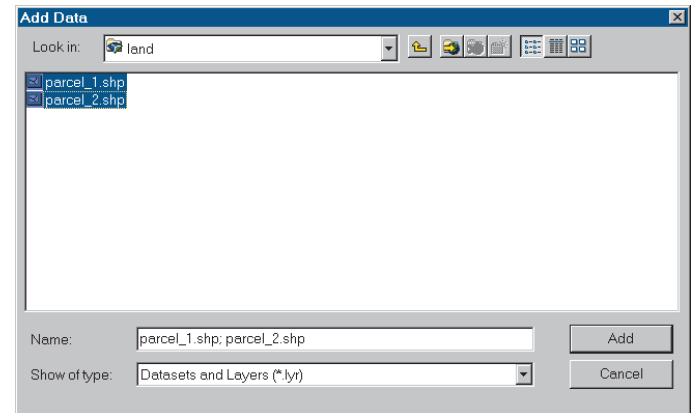 Add Data
Look in: land
parcel_1.shp
parcel_2.shp
Name: parcel_1.shp; parcel_2.shp Add
Show of type: Datasets and Layers (*.lyr) Cancel